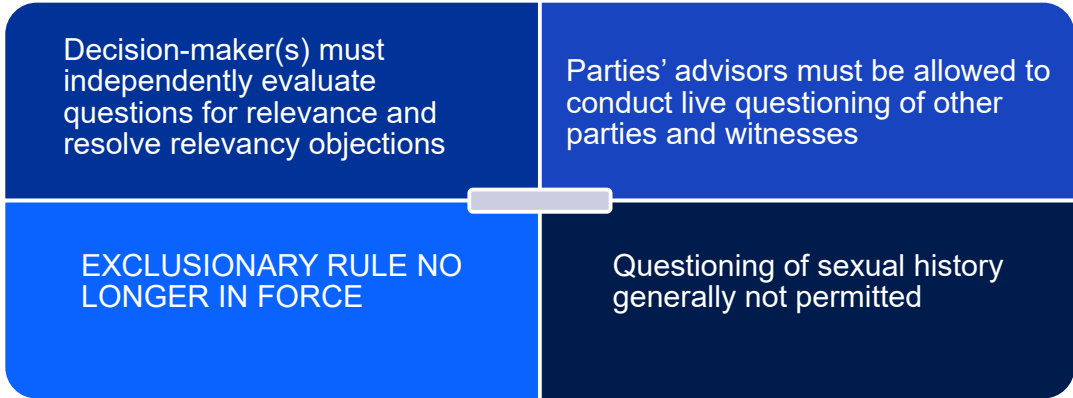 Decision-maker(s) must
independently evaluate
questions for relevance and
resolve relevancy objections
Parties’ advisors must be allowed to
conduct live questioning of other
parties and witnesses
EXCLUSIONARY RULE NO
LONGER IN FORCE
Questioning of sexual history
generally not permitted